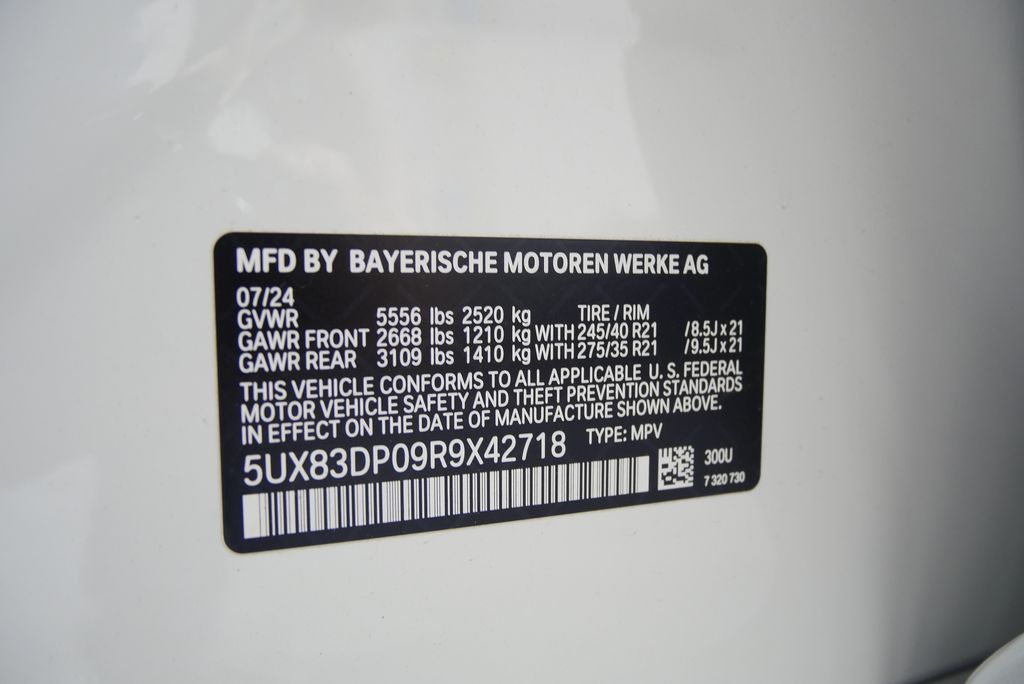 MFD BY BAYERISCHE MOTOREN WERKE AG
07/24
GVWR 5556 lbs 2520 kg TIRE / RIM
GAWR FRONT 2668 lbs 1210 kg WITH 245/40 R21 /8.5J x 21
GAWR REAR 3109 lbs 1410 kg WITH 275/35 R21 /9.5J x 21
THIS VEHICLE CONFORMS TO ALL APPLICABLE U.S. FEDERAL
MOTOR VEHICLE SAFETY AND THEFT PREVENTION STANDARDS
IN EFFECT ON THE DATE OF MANUFACTURE SHOWN ABOVE.
5UX83DP09R9X42718 TYPE: MPV
300U
7 320 730